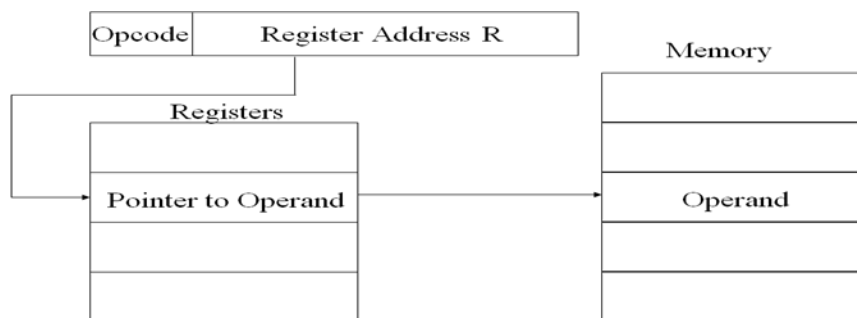 Opcode Register Address R
Memory
Registers
Pointer to Operand
Operand